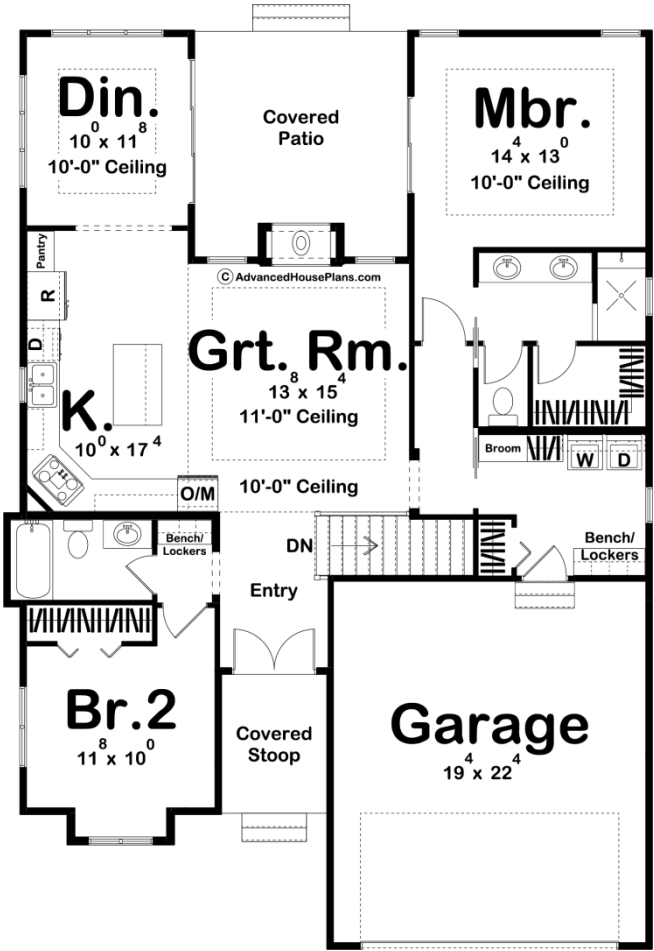 Din.
10⁰ x 11⁸
10'-0" Ceiling
Covered
Patio
Mbr.
14⁴ x 13⁰
10'-0" Ceiling
Pantry
R
D
© AdvancedHousePlans.com
Grt. Rm.
13⁸ x 15⁴
11'-0" Ceiling
K.
10⁰ x 17⁴
10'-0" Ceiling
O/M
Broom
W
D
Bench/
Lockers
Bench/
Lockers
DN
Entry
Br.2
11⁸ x 10⁰
Covered
Stoop
Garage
19⁴ x 22⁴